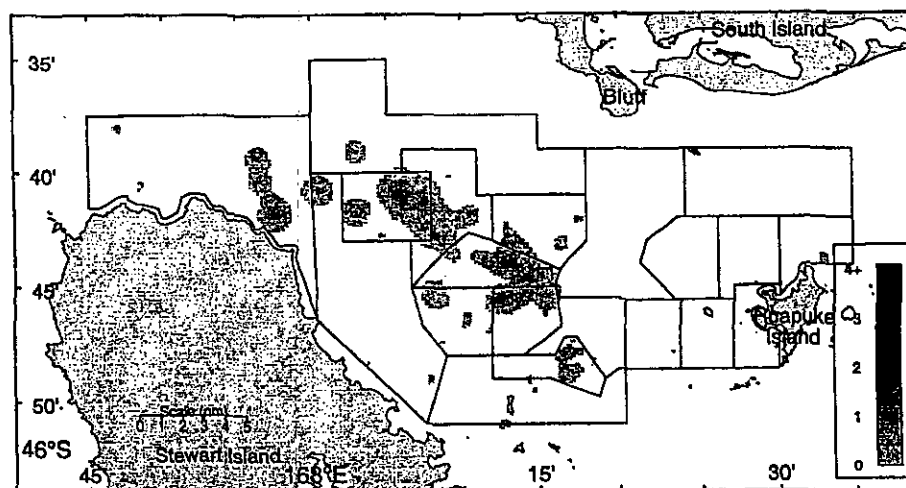 South Island
Bluff
35'
40'
45'
50'
46°S
Scale (nm)
0 1 2 3 4 5
Stewart Island
45'
168°E
15'
30'
Ruapuke
Island
4+
3
2
1
0